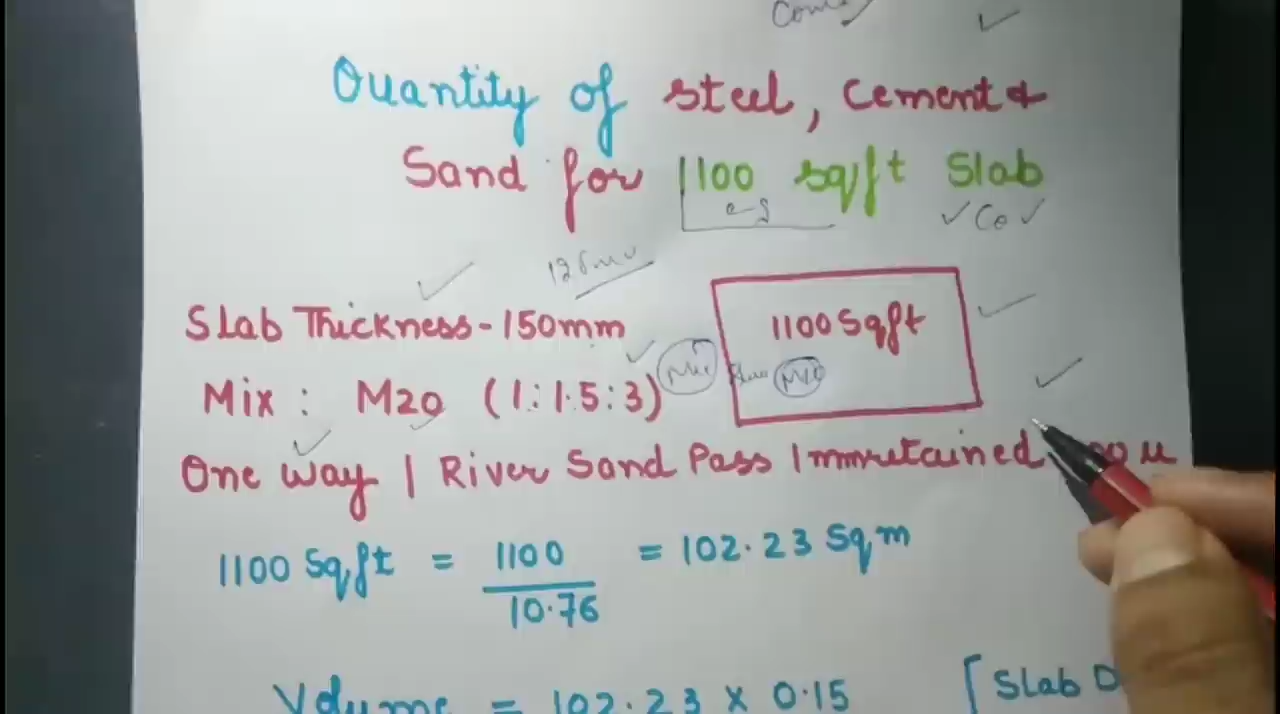 Quantity of steel, Cement &
Sand for 1100 sqft Slab
Slab Thickness - 150mm
1100 Sqft
Mix : M20 (1:1.5:3)
One Way | River Sand Pass 1mm retained
1100 Sqft = 1100 / 10.76 = 102.23 Sqm
Volume = 102.23 x 0.15 [Slab D